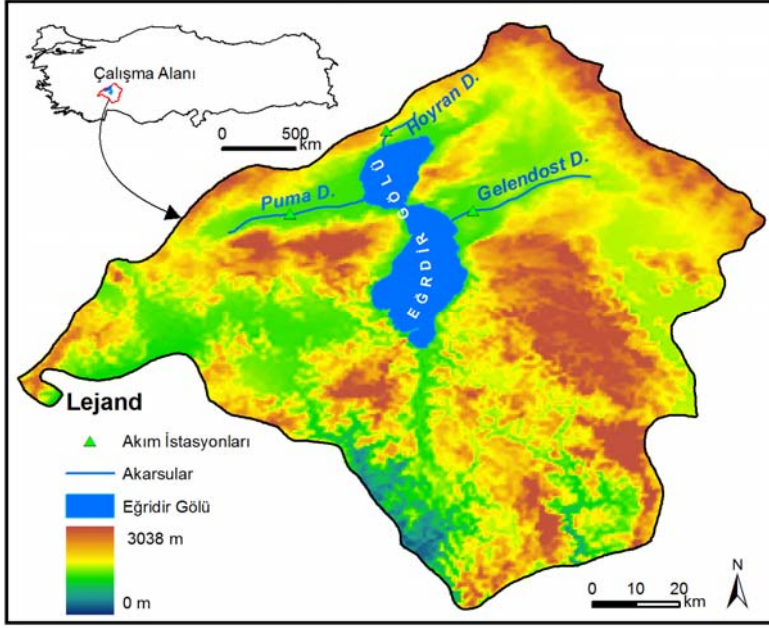 Çalışma Alanı
0 500
km
Hoyran D.
Puma D.
Gelendost D.
EĞRDİR GÖLÜ
Lejand
Akım İstasyonları
Akarsular
Eğridir Gölü
3038 m
0 m
0 10 20
km
N